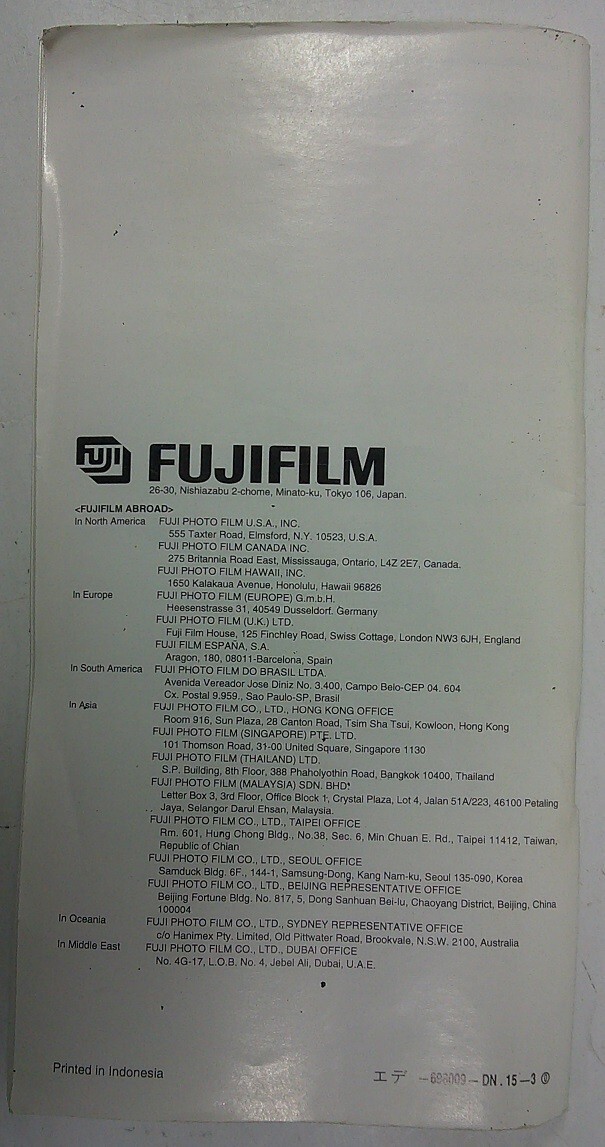 FUJI FUJIFILM
26-30, Nishiazabu 2-chome, Minato-ku, Tokyo 106, Japan.
<FUJIFILM ABROAD>
In North America FUJI PHOTO FILM U.S.A., INC.
555 Taxter Road, Elmsford, N.Y. 10523, U.S.A.
FUJI PHOTO FILM CANADA INC.
275 Britannia Road East, Mississauga, Ontario, L4Z 2E7, Canada.
FUJI PHOTO FILM HAWAII, INC.
1650 Kalakaua Avenue, Honolulu, Hawaii 96826
In Europe FUJI PHOTO FILM (EUROPE) G.m.b.H.
Heesenstrasse 31, 40549 Dusseldorf. Germany
FUJI PHOTO FILM (U.K.) LTD.
Fuji Film House, 125 Finchley Road, Swiss Cottage, London NW3 6JH, England
FUJI FILM ESPAÑA, S.A.
Aragon, 180, 08011-Barcelona, Spain
In South America FUJI PHOTO FILM DO BRASIL LTDA.
Avenida Vereador Jose Diniz No. 3.400, Campo Belo-CEP 04. 604
Cx. Postal 9.959., Sao Paulo-SP, Brasil
In Asia FUJI PHOTO FILM CO., LTD., HONG KONG OFFICE
Room 916, Sun Plaza, 28 Canton Road, Tsim Sha Tsui, Kowloon, Hong Kong
FUJI PHOTO FILM (SINGAPORE) PTE. LTD.
101 Thomson Road, 31-00 United Square, Singapore 1130
FUJI PHOTO FILM (THAILAND) LTD.
S.P. Building, 8th Floor, 388 Phaholyothin Road, Bangkok 10400, Thailand
FUJI PHOTO FILM (MALAYSIA) SDN. BHD.
Letter Box 3, 3rd Floor, Office Block 1, Crystal Plaza, Lot 4, Jalan 51A/223, 46100 Petaling
Jaya, Selangor Darul Ehsan, Malaysia.
FUJI PHOTO FILM CO., LTD., TAIPEI OFFICE
Rm. 601, Hung Chong Bldg., No.38, Sec. 6, Min Chuan E. Rd., Taipei 11412, Taiwan,
Republic of Chian
FUJI PHOTO FILM CO., LTD., SEOUL OFFICE
Samduck Bldg. 6F., 144-1, Samsung-Dong, Kang Nam-ku, Seoul 135-090, Korea
FUJI PHOTO FILM CO., LTD., BEIJING REPRESENTATIVE OFFICE
Beijing Fortune Bldg. No. 817, 5, Dong Sanhuan Bei-lu, Chaoyang District, Beijing, China
100004
In Oceania FUJI PHOTO FILM CO., LTD., SYDNEY REPRESENTATIVE OFFICE
c/o Hanimex Pty. Limited, Old Pittwater Road, Brookvale, N.S.W. 2100, Australia
In Middle East FUJI PHOTO FILM CO., LTD., DUBAI OFFICE
No. 4G-17, L.O.B. No. 4, Jebel Ali, Dubai, U.A.E.
Printed in Indonesia エデ -DN.15-3